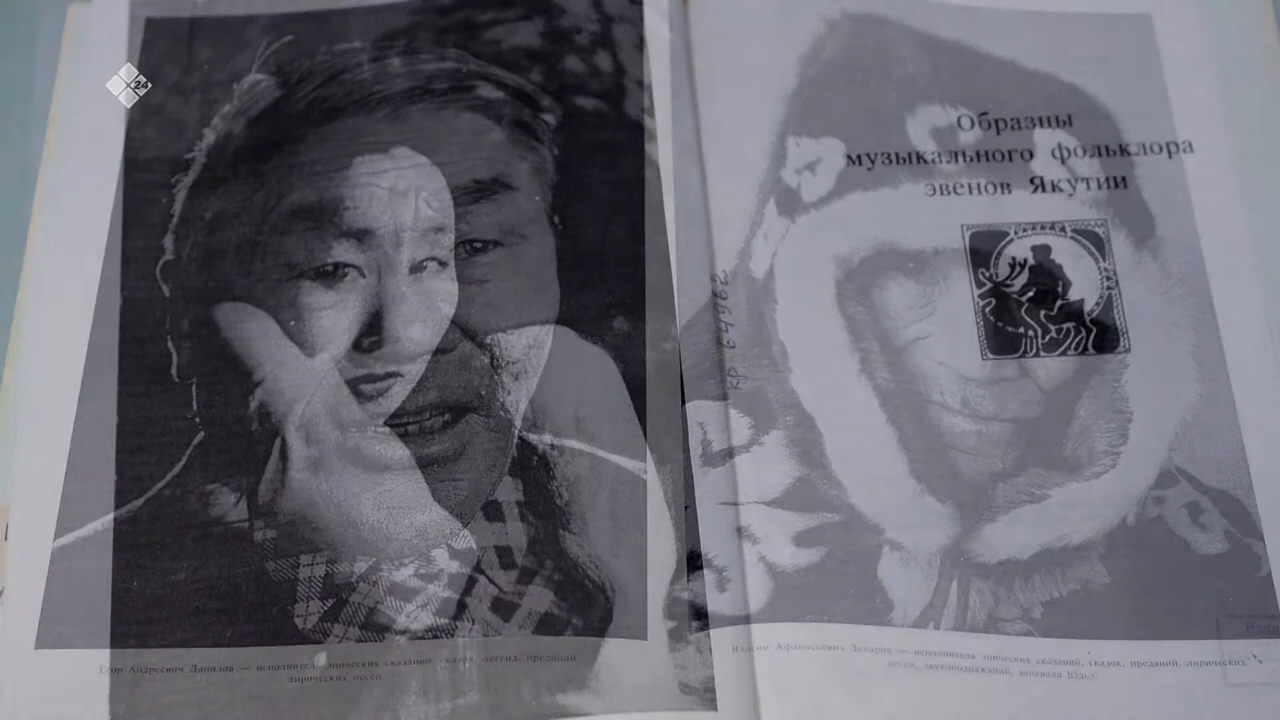 24
Образцы
музыкального фольклора
эвенов Якутии
кр 64962
Егор Андреевич Данилов — исполнитель эпических сказаний, сказок, легенд, преданий,
лирических песен
Афанасьевич Захаров — исполнитель эпических сказаний, сказок, преданий, лирических
песен, звукоподражаний, запевала